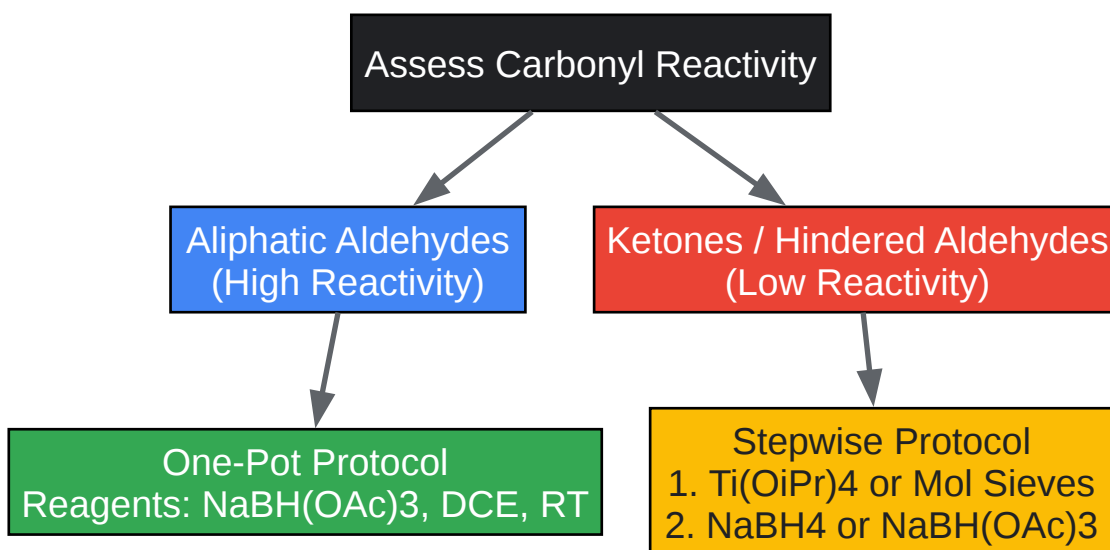 Assess Carbonyl Reactivity
Aliphatic Aldehydes
(High Reactivity)
Ketones / Hindered Aldehydes
(Low Reactivity)
One-Pot Protocol
Reagents: NaBH(OAc)3, DCE, RT
Stepwise Protocol
1. Ti(OiPr)4 or Mol Sieves
2. NaBH4 or NaBH(OAc)3